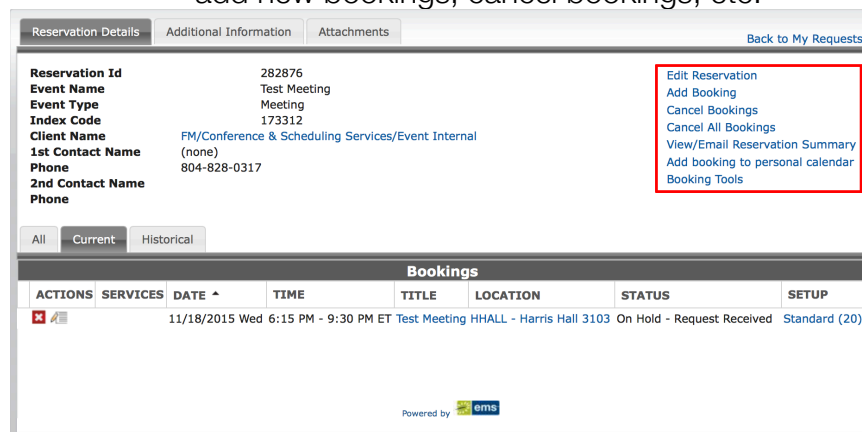 add new bookings, cancel bookings, etc.
Reservation Details Additional Information Attachments
Back to My Requests
Reservation Id 282876
Event Name Test Meeting
Event Type Meeting
Index Code 173312
Client Name FM/Conference & Scheduling Services/Event Internal
1st Contact Name (none)
Phone 804-828-0317
2nd Contact Name
Phone
Edit Reservation
Add Booking
Cancel Bookings
Cancel All Bookings
View/Email Reservation Summary
Add booking to personal calendar
Booking Tools
All Current Historical
Bookings
ACTIONS SERVICES DATE TIME TITLE LOCATION STATUS SETUP
11/18/2015 Wed 6:15 PM - 9:30 PM ET Test Meeting HHALL - Harris Hall 3103 On Hold - Request Received Standard (20)
Powered by ems